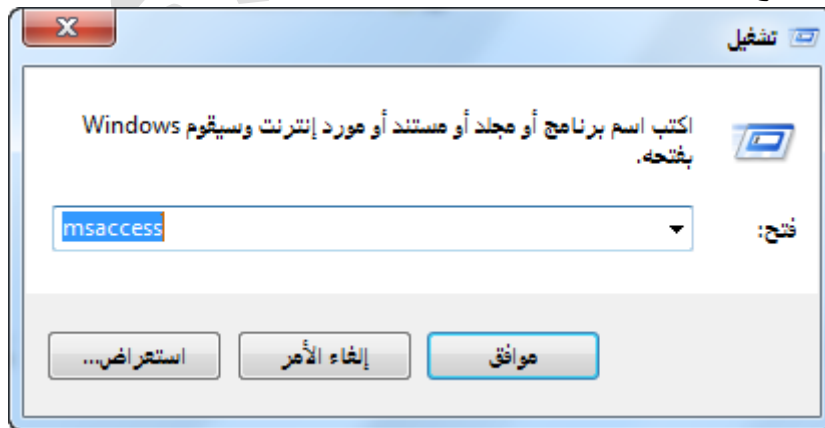 تشغيل
اكتب اسم برنامج أو مجلد أو مستند أو مورد إنترنت وسيقوم Windows
بفتحه.
فتح:
msaccess
موافق
إلغاء الأمر
استعراض...